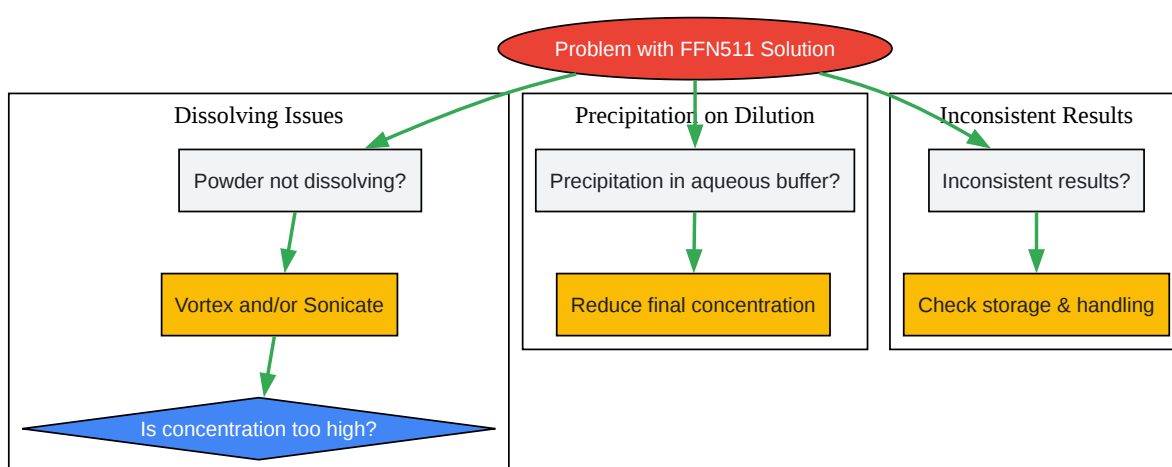 Problem with FFN511 Solution
Dissolving Issues
Precipitation on Dilution
Inconsistent Results
Powder not dissolving?
Precipitation in aqueous buffer?
Inconsistent results?
Vortex and/or Sonicate
Reduce final concentration
Check storage & handling
Is concentration too high?